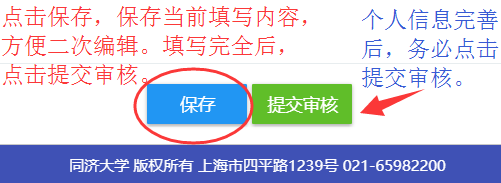 点击保存，保存当前填写内容，
方便二次编辑。填写完全后，
点击提交审核。
个人信息完善
后，务必点击
提交审核。
保存
提交审核
同济大学 版权所有 上海市四平路1239号 021-65982200